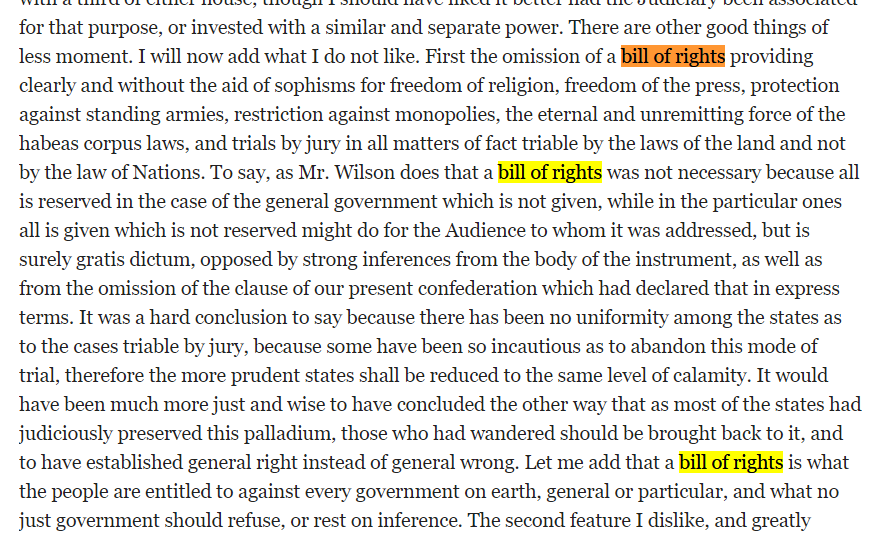 with a third of either house, though I should have liked it better had the Judiciary been associated
for that purpose, or invested with a similar and separate power. There are other good things of
less moment. I will now add what I do not like. First the omission of a bill of rights providing
clearly and without the aid of sophisms for freedom of religion, freedom of the press, protection
against standing armies, restriction against monopolies, the eternal and unremitting force of the
habeas corpus laws, and trials by jury in all matters of fact triable by the laws of the land and not
by the law of Nations. To say, as Mr. Wilson does that a bill of rights was not necessary because all
is reserved in the case of the general government which is not given, while in the particular ones
all is given which is not reserved might do for the Audience to whom it was addressed, but is
surely gratis dictum, opposed by strong inferences from the body of the instrument, as well as
from the omission of the clause of our present confederation which had declared that in express
terms. It was a hard conclusion to say because there has been no uniformity among the states as
to the cases triable by jury, because some have been so incautious as to abandon this mode of
trial, therefore the more prudent states shall be reduced to the same level of calamity. It would
have been much more just and wise to have concluded the other way that as most of the states had
judiciously preserved this palladium, those who had wandered should be brought back to it, and
to have established general right instead of general wrong. Let me add that a bill of rights is what
the people are entitled to against every government on earth, general or particular, and what no
just government should refuse, or rest on inference. The second feature I dislike, and greatly